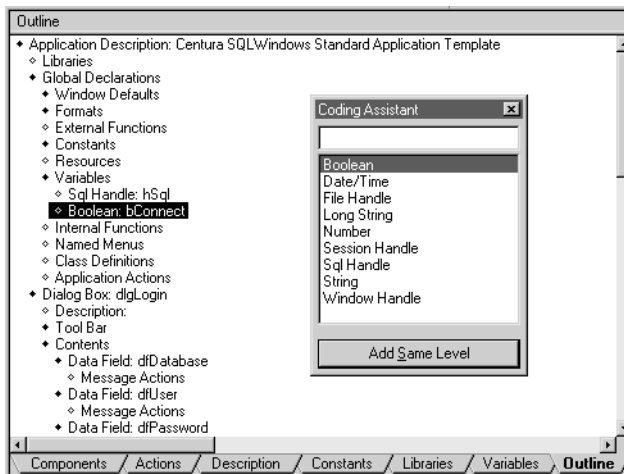 Outline
Application Description: Centura SQLWindows Standard Application Template
Libraries
Global Declarations
Window Defaults
Formats
External Functions
Constants
Resources
Variables
Sql Handle: hSql
Boolean: bConnect
Internal Functions
Named Menus
Class Definitions
Application Actions
Dialog Box: dlgLogin
Description:
Tool Bar
Contents
Data Field: dfDatabase
Message Actions
Data Field: dfUser
Message Actions
Data Field: dfPassword
Coding Assistant
Boolean
Date/Time
File Handle
Long String
Number
Session Handle
Sql Handle
String
Window Handle
Add Same Level
Components Actions Description Constants Libraries Variables Outline